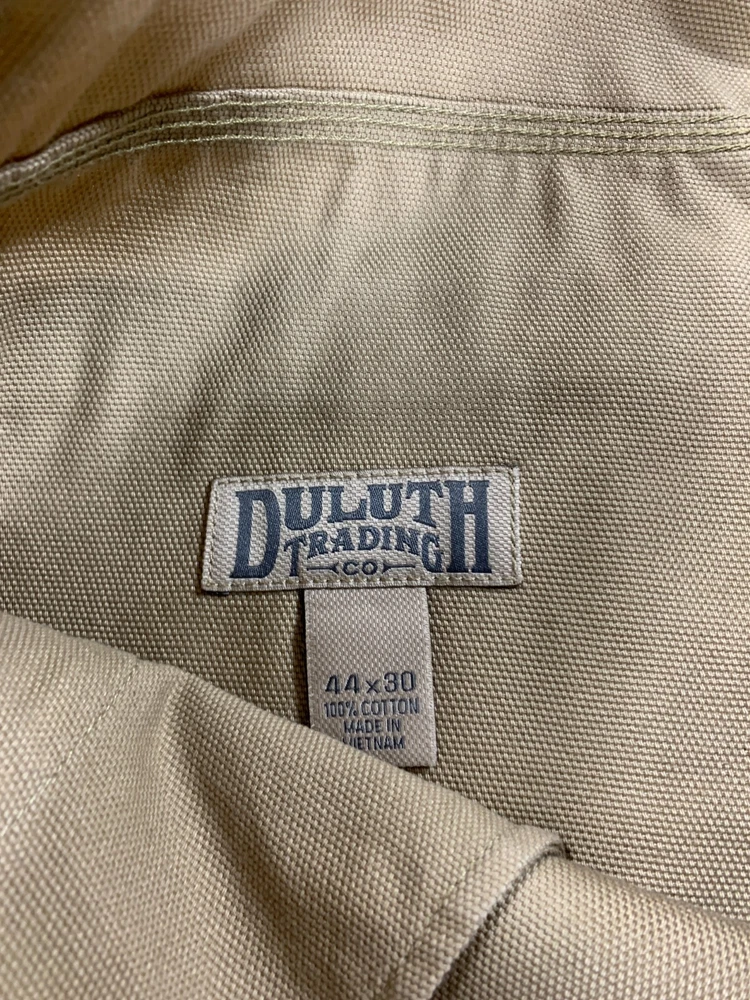 DULUTH
TRADING
CO
44x30
100% COTTON
MADE IN
VIETNAM